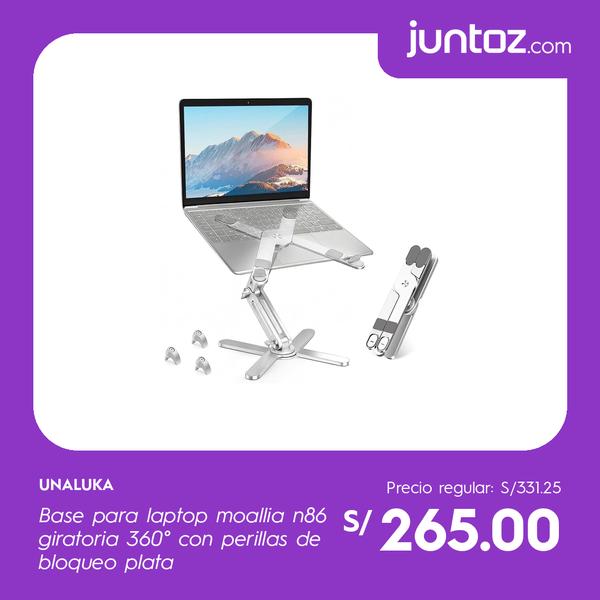 juntoz.com
UNALUKA
Base para laptop moallia n86
giratoria 360° con perillas de
bloqueo plata
Precio regular: S/331.25
S/ 265.00